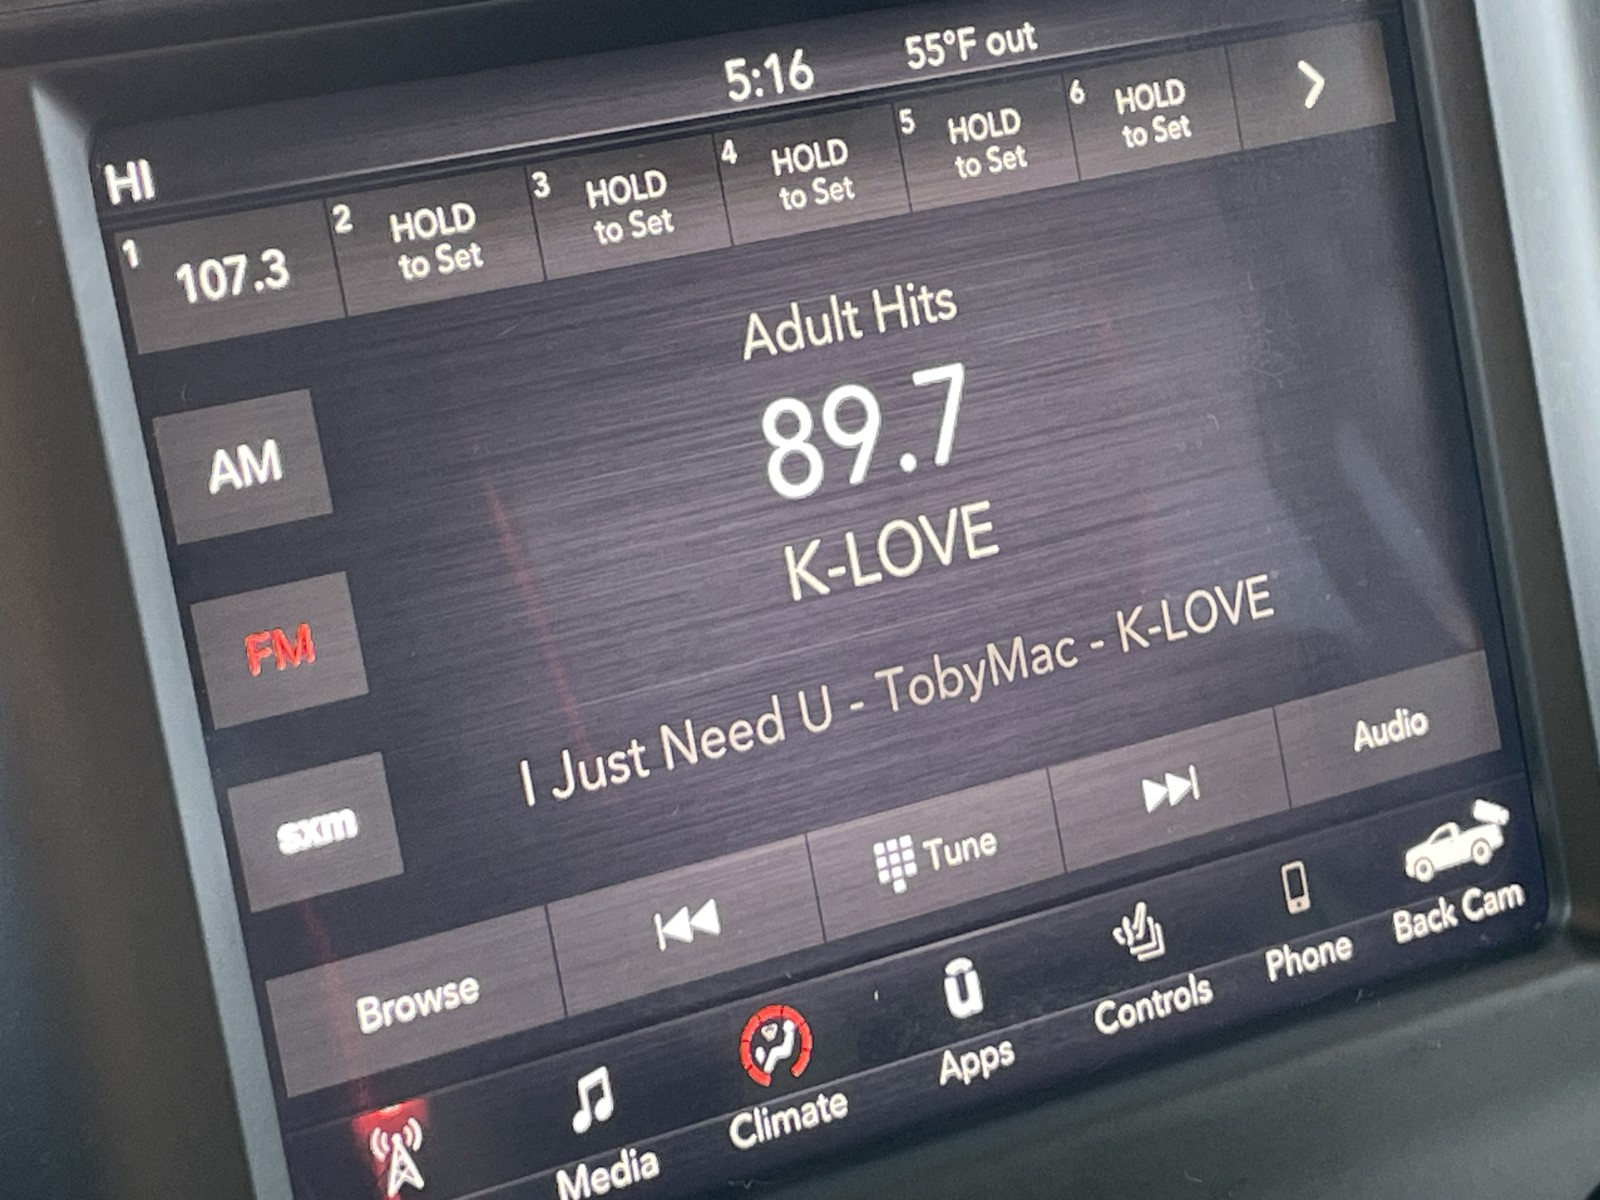 5:16 55°F out
HI
1 107.3
2 HOLD to Set
3 HOLD to Set
4 HOLD to Set
5 HOLD to Set
6 HOLD to Set
Adult Hits
89.7
K-LOVE
I Just Need U - TobyMac - K-LOVE
AM
FM
sxm
Browse
Tune
Audio
Media
Climate
Apps
Controls
Phone
Back Cam